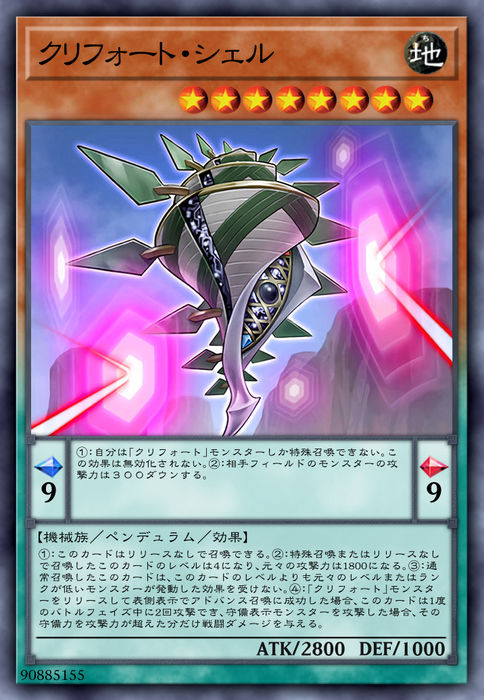 クリフォート・シェル
ち
地
①：自分は「クリフォート」モンスターしか特殊召喚できない。こ
の効果は無効化されない。②：相手フィールドのモンスターの攻
撃力は３００ダウンする。
9
9
【機械族／ペンデュラム／効果】
①：このカードはリリースなしで召喚できる。②：特殊召喚またはリリースなし
で召喚したこのカードのレベルは4になり、元々の攻撃力は1800になる。③：通
常召喚したこのカードは、このカードのレベルよりも元々のレベルまたはラン
クが低いモンスターが発動した効果を受けない。④：「クリフォート」モンスタ
ーをリリースして表側表示でアドバンス召喚に成功した場合、このカードは1度
のバトルフェイズ中に2回攻撃でき、守備表示モンスターを攻撃した場合、その
守備力を攻撃力が超えた分だけ戦闘ダメージを与える。
ATK/2800 DEF/1000
90885155